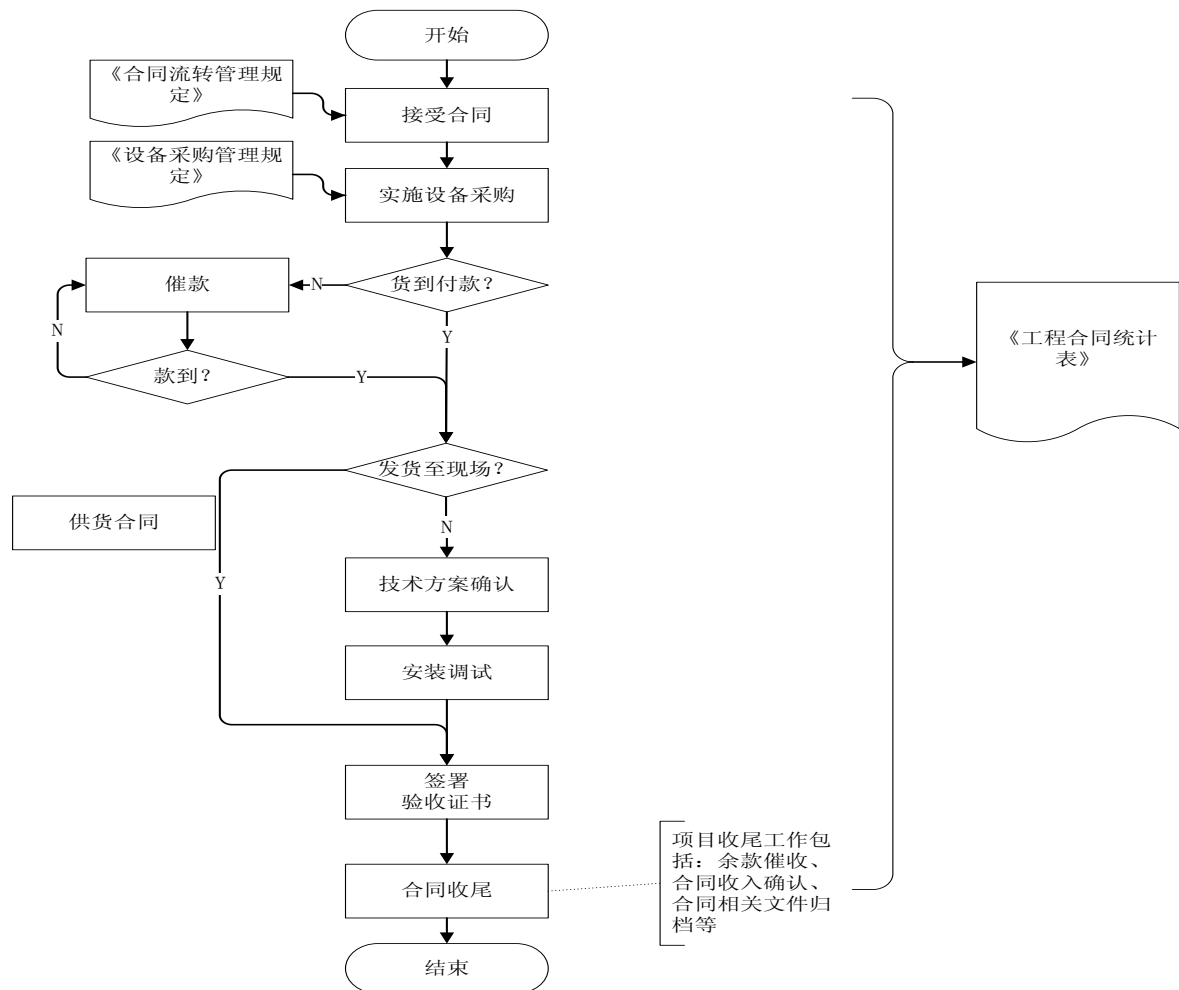 开始
《合同流转管理规
定》
接受合同
《设备采购管理规
定》
实施设备采购
催款
N
货到付款？
N
Y
《工程合同统计
表》
款到？
Y
发货至现场？
供货合同
N
Y
技术方案确认
安装调试
签署
验收证书
项目收尾工作包
括：余款催收、
合同收入确认、
合同相关文件归
档等
合同收尾
结束